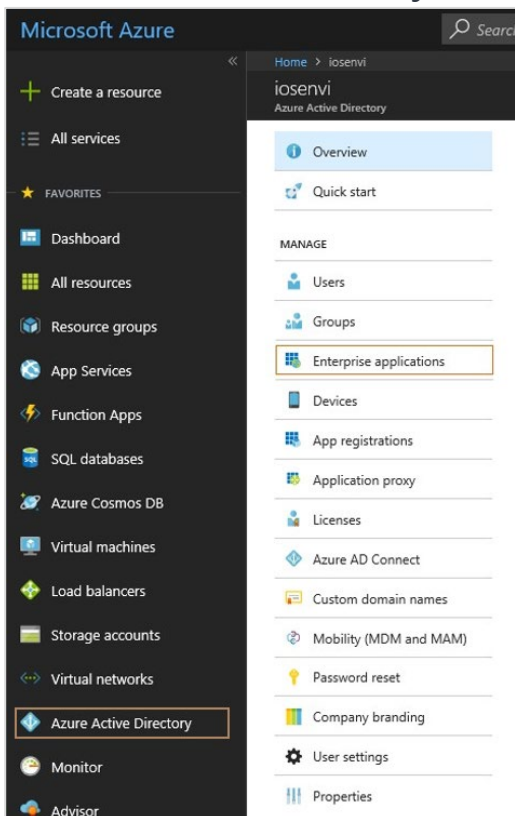 Microsoft Azure
Search
«
Create a resource
All services
FAVORITES
Dashboard
All resources
Resource groups
App Services
Function Apps
SQL databases
SQL
Azure Cosmos DB
Virtual machines
Load balancers
Storage accounts
Virtual networks
Azure Active Directory
Monitor
Advisor
Home > iosenvi
iosenvi
Azure Active Directory
Overview
Quick start
MANAGE
Users
Groups
Enterprise applications
Devices
App registrations
Application proxy
Licenses
Azure AD Connect
Custom domain names
Mobility (MDM and MAM)
Password reset
Company branding
User settings
Properties